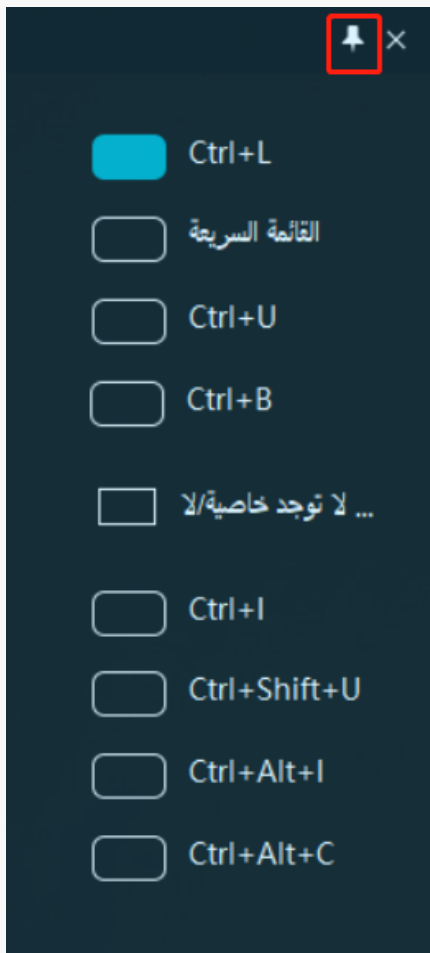 Ctrl+L
القائمة السريعة
Ctrl+U
Ctrl+B
لا توجد خاصية/لا ...
Ctrl+I
Ctrl+Shift+U
Ctrl+Alt+I
Ctrl+Alt+C